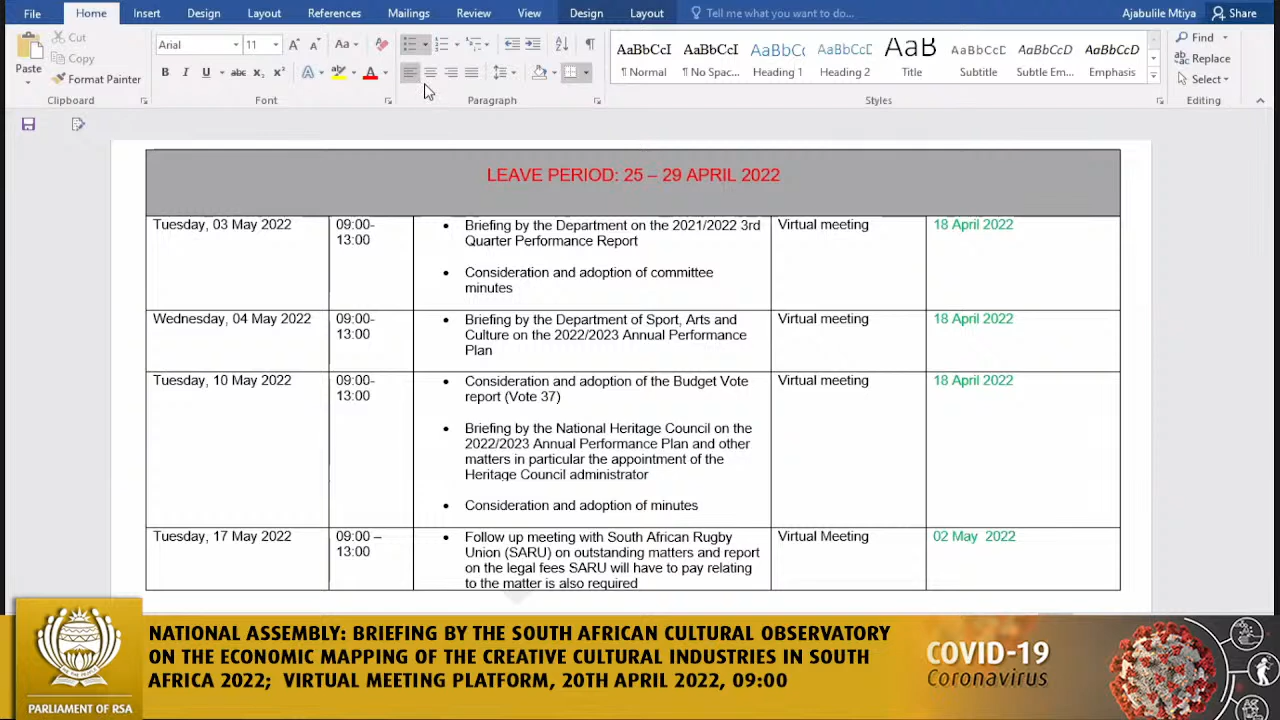 File Home Insert Design Layout References Mailings Review View Design Layout Tell me what you want to do... Ajabulile Mtiya Share
Paste Cut Copy Format Painter
Clipboard
Arial 11 Aa
B I U abc x₂ x² A A
Font
Paragraph
AaBbCcI AaBbCcI AaBbCc AaBbCcD AaB AaBbCcD AaBbCcD AaBbCcD
¶ Normal ¶ No Spac... Heading 1 Heading 2 Title Subtitle Subtle Em... Emphasis
Styles
Find
Replace
Select
Editing
LEAVE PERIOD: 25 – 29 APRIL 2022
Tuesday, 03 May 2022
09:00-
13:00
• Briefing by the Department on the 2021/2022 3rd
Quarter Performance Report
• Consideration and adoption of committee
minutes
Virtual meeting
18 April 2022
Wednesday, 04 May 2022
09:00-
13:00
• Briefing by the Department of Sport, Arts and
Culture on the 2022/2023 Annual Performance
Plan
Virtual meeting
18 April 2022
Tuesday, 10 May 2022
09:00-
13:00
• Consideration and adoption of the Budget Vote
report (Vote 37)
• Briefing by the National Heritage Council on the
2022/2023 Annual Performance Plan and other
matters in particular the appointment of the
Heritage Council administrator
• Consideration and adoption of minutes
Virtual meeting
18 April 2022
Tuesday, 17 May 2022
09:00 –
13:00
• Follow up meeting with South African Rugby
Union (SARU) on outstanding matters and report
on the legal fees SARU will have to pay relating
to the matter is also required
Virtual Meeting
02 May 2022
NATIONAL ASSEMBLY: BRIEFING BY THE SOUTH AFRICAN CULTURAL OBSERVATORY
ON THE ECONOMIC MAPPING OF THE CREATIVE CULTURAL INDUSTRIES IN SOUTH
AFRICA 2022; VIRTUAL MEETING PLATFORM, 20TH APRIL 2022, 09:00
PARLIAMENT OF RSA
COVID-19
Coronavirus